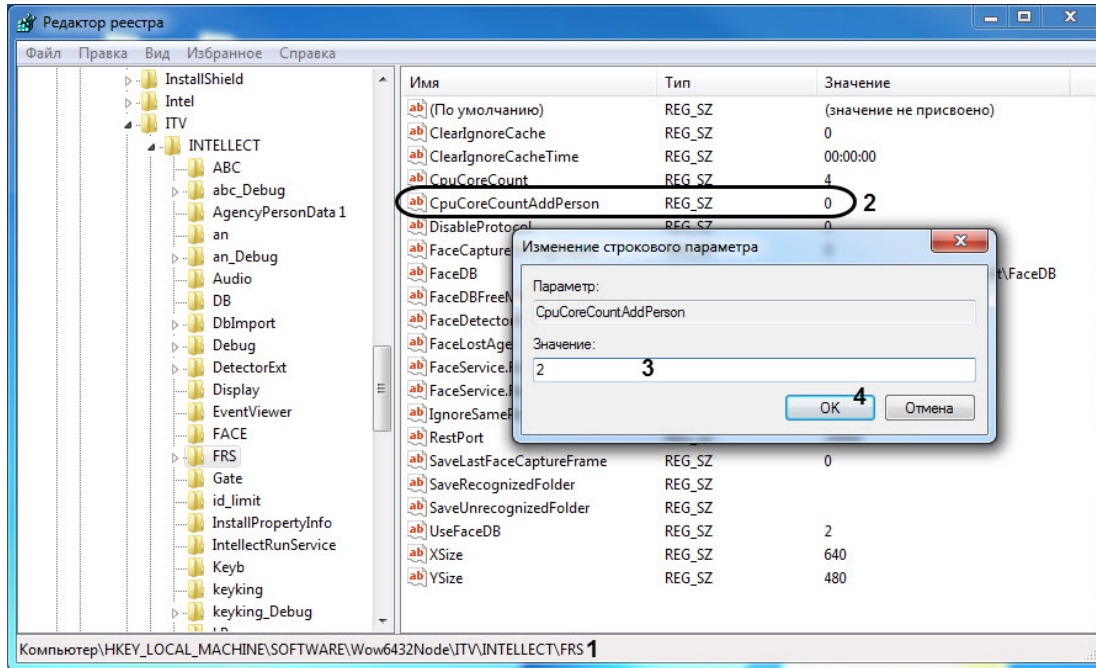 Редактор реестра
Файл Правка Вид Избранное Справка
InstallShield
Intel
ITV
INTELLECT
ABC
abc_Debug
AgencyPersonData 1
an
an_Debug
Audio
DB
DbImport
Debug
DetectorExt
Display
EventViewer
FACE
FRS
Gate
id_limit
InstallPropertyInfo
IntellectRunService
Keyb
keyking
keyking_Debug
Имя Тип Значение
(По умолчанию) REG_SZ (значение не присвоено)
ClearIgnoreCache REG_SZ 0
ClearIgnoreCacheTime REG_SZ 00:00:00
CpuCoreCount REG_SZ 4
CpuCoreCountAddPerson REG_SZ 0 2
DisableProtocol REG_SZ 0
FaceCapture
FaceDB t\FaceDB
FaceDBFree
FaceDetector
FaceLostAge
FaceService.
FaceService.
IgnoreSame
RestPort
SaveLastFaceCaptureFrame REG_SZ 0
SaveRecognizedFolder REG_SZ
SaveUnrecognizedFolder REG_SZ
UseFaceDB REG_SZ 2
XSize REG_SZ 640
YSize REG_SZ 480
Изменение строкового параметра
Параметр:
CpuCoreCountAddPerson
Значение:
2 3
OK 4 Отмена
Компьютер\HKEY_LOCAL_MACHINE\SOFTWARE\Wow6432Node\ITV\INTELLECT\FRS 1